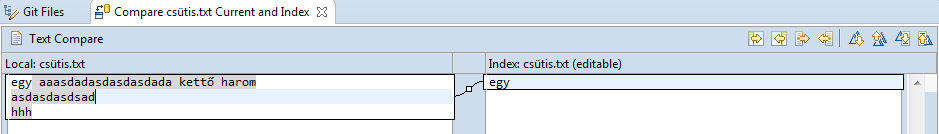 Git Files
Compare csütis.txt Current and Index
Text Compare
Local: csütis.txt
Index: csütis.txt (editable)
egy aaasdadasdasdasdada kettő harom
asdasdasdsad
hhh
egy